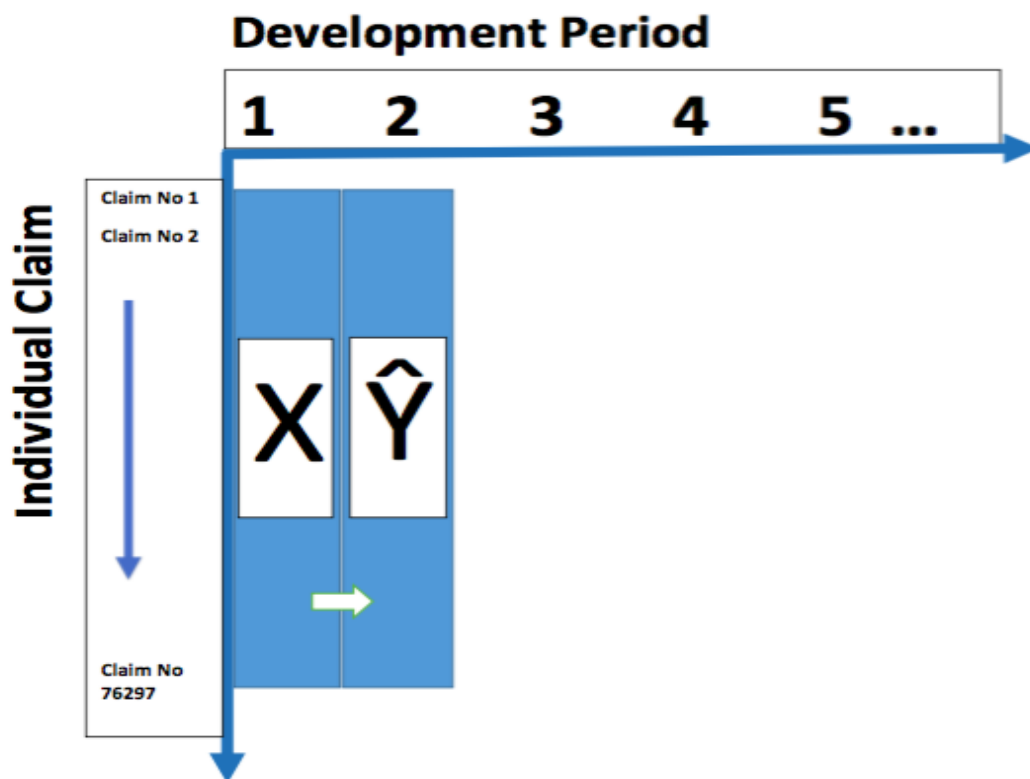 Development Period
1 2 3 4 5 ...
Individual Claim
Claim No 1
Claim No 2
X Ŷ
Claim No
76297